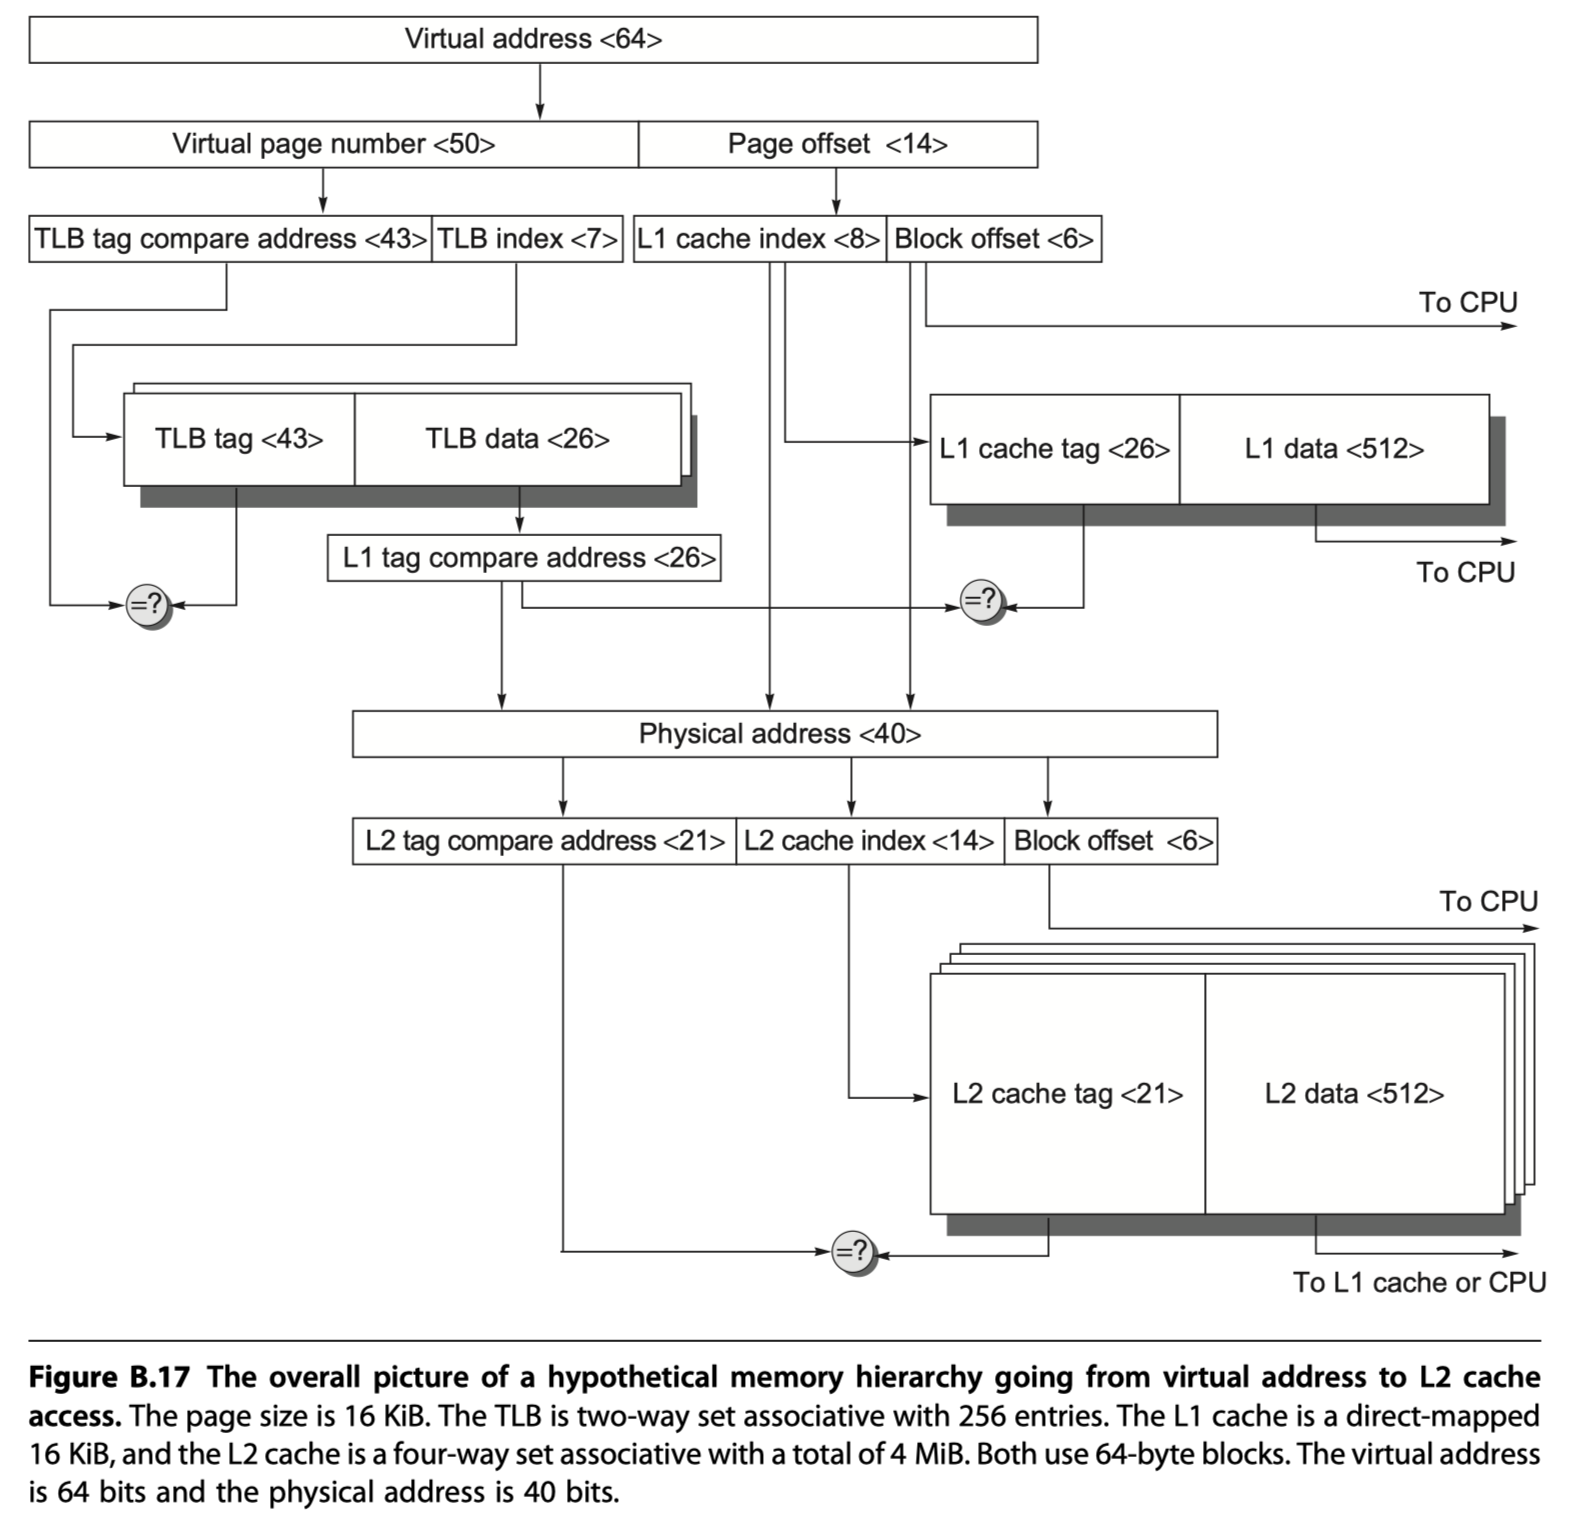 Virtual address <64>
Virtual page number <50> Page offset <14>
TLB tag compare address <43> TLB index <7> L1 cache index <8> Block offset <6>
To CPU
TLB tag <43> TLB data <26>
L1 cache tag <26> L1 data <512>
L1 tag compare address <26>
To CPU
=? =?
Physical address <40>
L2 tag compare address <21> L2 cache index <14> Block offset <6>
To CPU
L2 cache tag <21> L2 data <512>
=?
To L1 cache or CPU
Figure B.17 The overall picture of a hypothetical memory hierarchy going from virtual address to L2 cache
access. The page size is 16 KiB. The TLB is two-way set associative with 256 entries. The L1 cache is a direct-mapped
16 KiB, and the L2 cache is a four-way set associative with a total of 4 MiB. Both use 64-byte blocks. The virtual address
is 64 bits and the physical address is 40 bits.